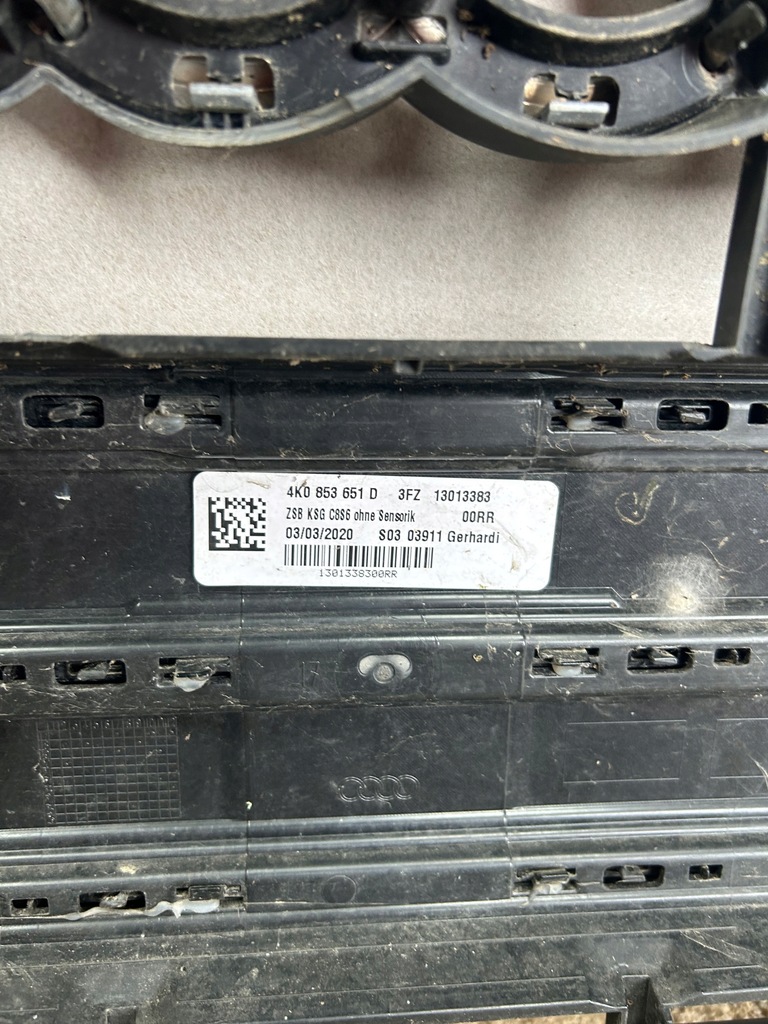 4K0 853 651 D 3FZ 13013383
ZSB KSG C8S6 ohne Sensorik 00RR
03/03/2020 S03 03911 Gerhardi
1301338300RR